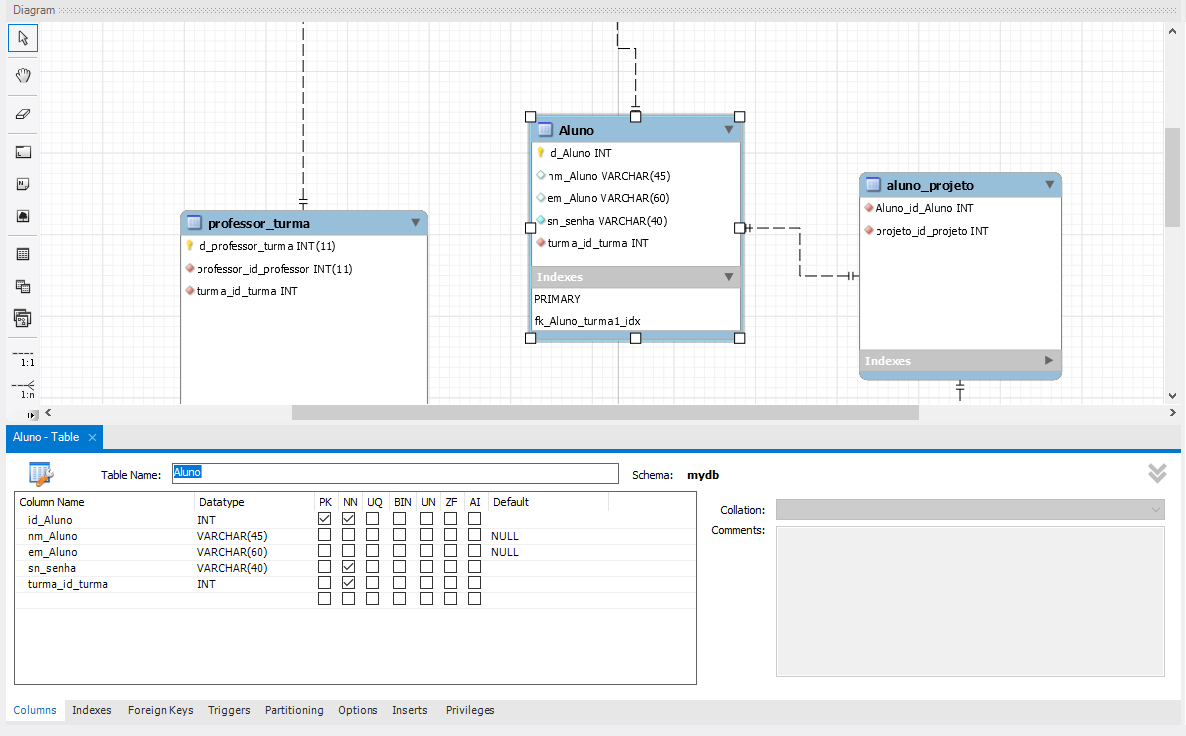 Diagram
professor_turma
d_professor_turma INT(11)
professor_id_professor INT(11)
turma_id_turma INT
Aluno
d_Aluno INT
nm_Aluno VARCHAR(45)
em_Aluno VARCHAR(60)
sn_senha VARCHAR(40)
turma_id_turma INT
Indexes
PRIMARY
fk_Aluno_turma1_idx
aluno_projeto
Aluno_id_Aluno INT
projeto_id_projeto INT
Indexes
1:1
1:n
Aluno - Table
Table Name: Aluno Schema: mydb
Column Name Datatype PK NN UQ BIN UN ZF AI Default
id_Aluno INT
nm_Aluno VARCHAR(45) NULL
em_Aluno VARCHAR(60) NULL
sn_senha VARCHAR(40)
turma_id_turma INT
Collation:
Comments:
Columns Indexes Foreign Keys Triggers Partitioning Options Inserts Privileges